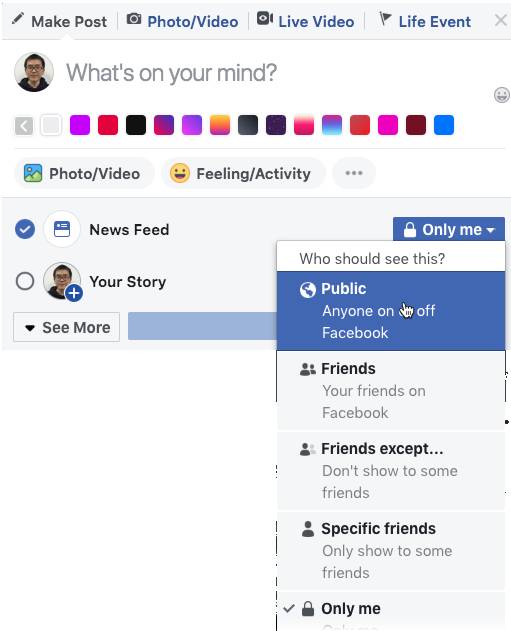 Make Post
Photo/Video
Live Video
Life Event
What's on your mind?
Photo/Video
Feeling/Activity
News Feed
Only me
Who should see this?
Public
Anyone on
off
Facebook
Your Story
See More
Friends
Your friends on
Facebook
Friends except...
Don't show to some
friends
Specific friends
Only show to some
friends
Only me